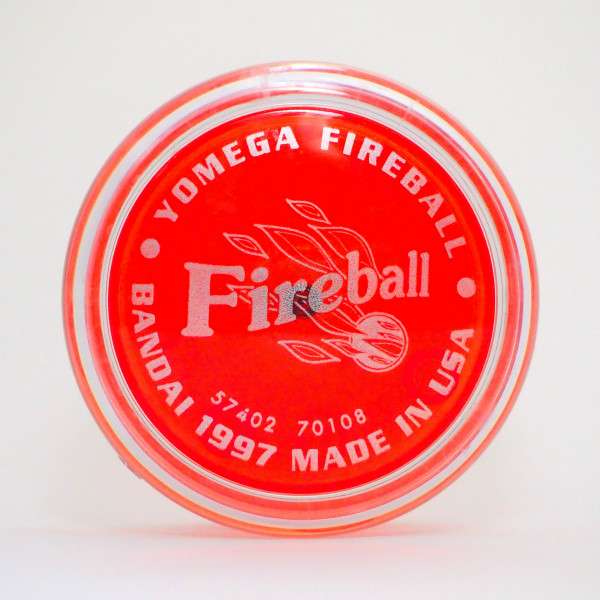 YOMEGA FIREBALL
Fireball
57402 70108
BANDAI 1997 MADE IN USA